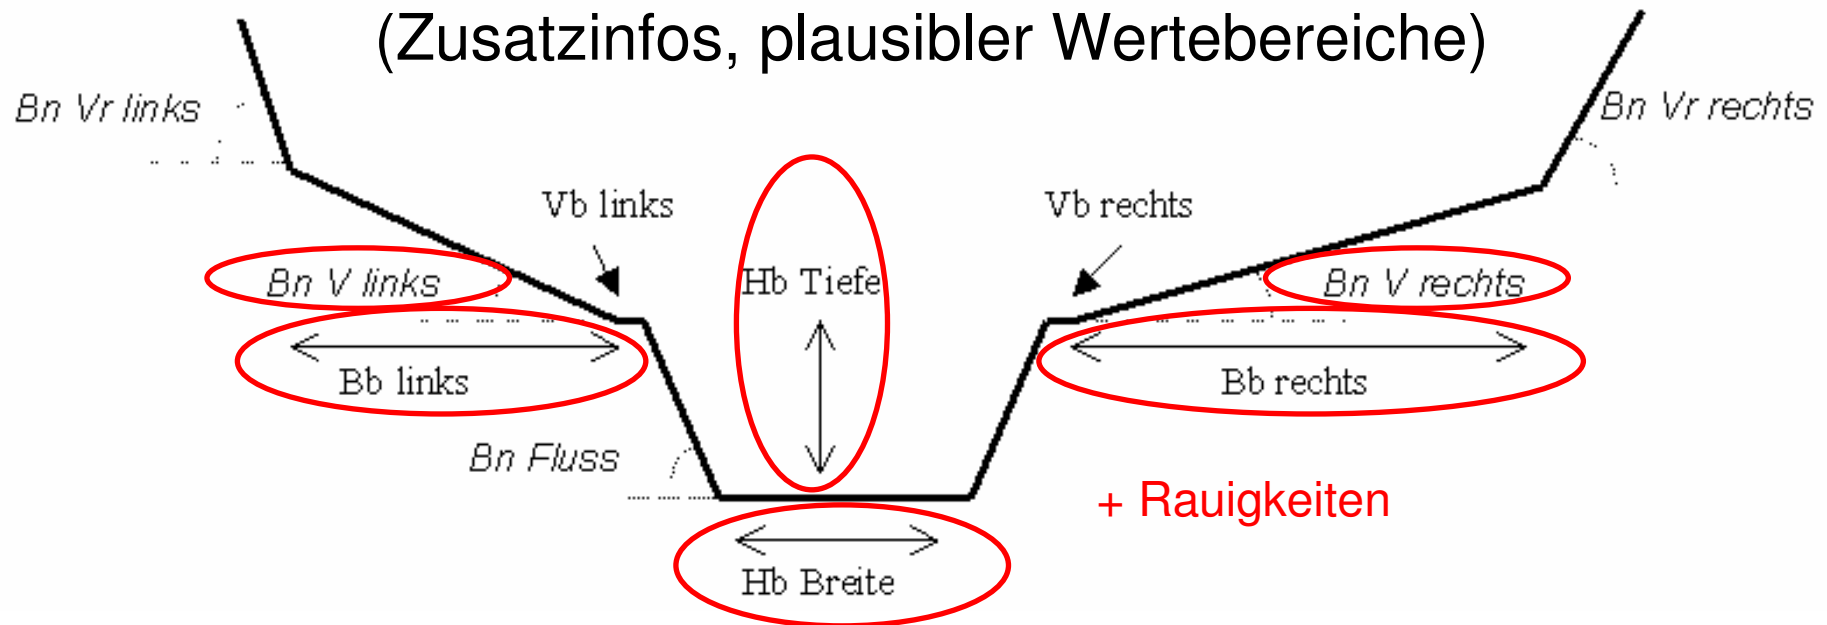 (Zusatzinfos, plausibler Wertebereiche)
Bn Vr links
Bn Vr rechts
Vb links
Vb rechts
Bn V links
Hb Tiefe
Bn V rechts
Bb links
Bb rechts
Bn Fluss
+ Rauigkeiten
Hb Breite